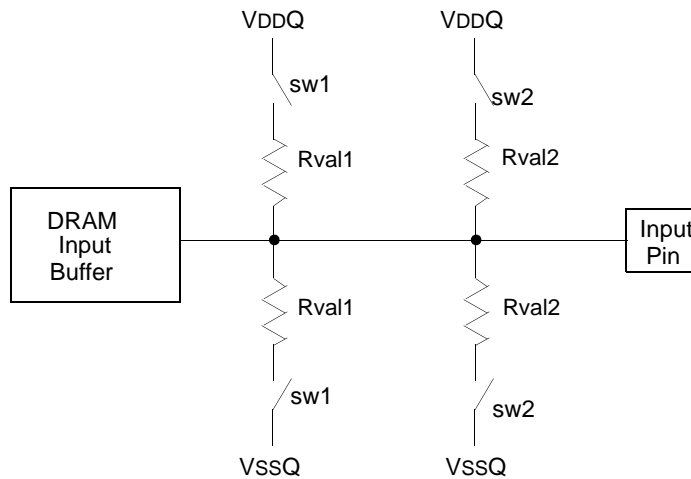 VDDQ VDDQ
sw1 sw2
Rval1 Rval2
DRAM
Input
Buffer
Input
Pin
Rval1 Rval2
sw1 sw2
VSSQ VSSQ